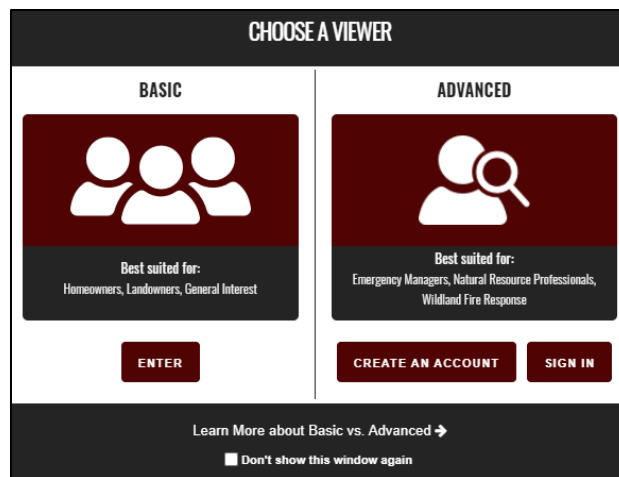 CHOOSE A VIEWER
BASIC
Best suited for:
Homeowners, Landowners, General Interest
ENTER
ADVANCED
Best suited for:
Emergency Managers, Natural Resource Professionals,
Wildland Fire Response
CREATE AN ACCOUNT
SIGN IN
Learn More about Basic vs. Advanced →
Don't show this window again